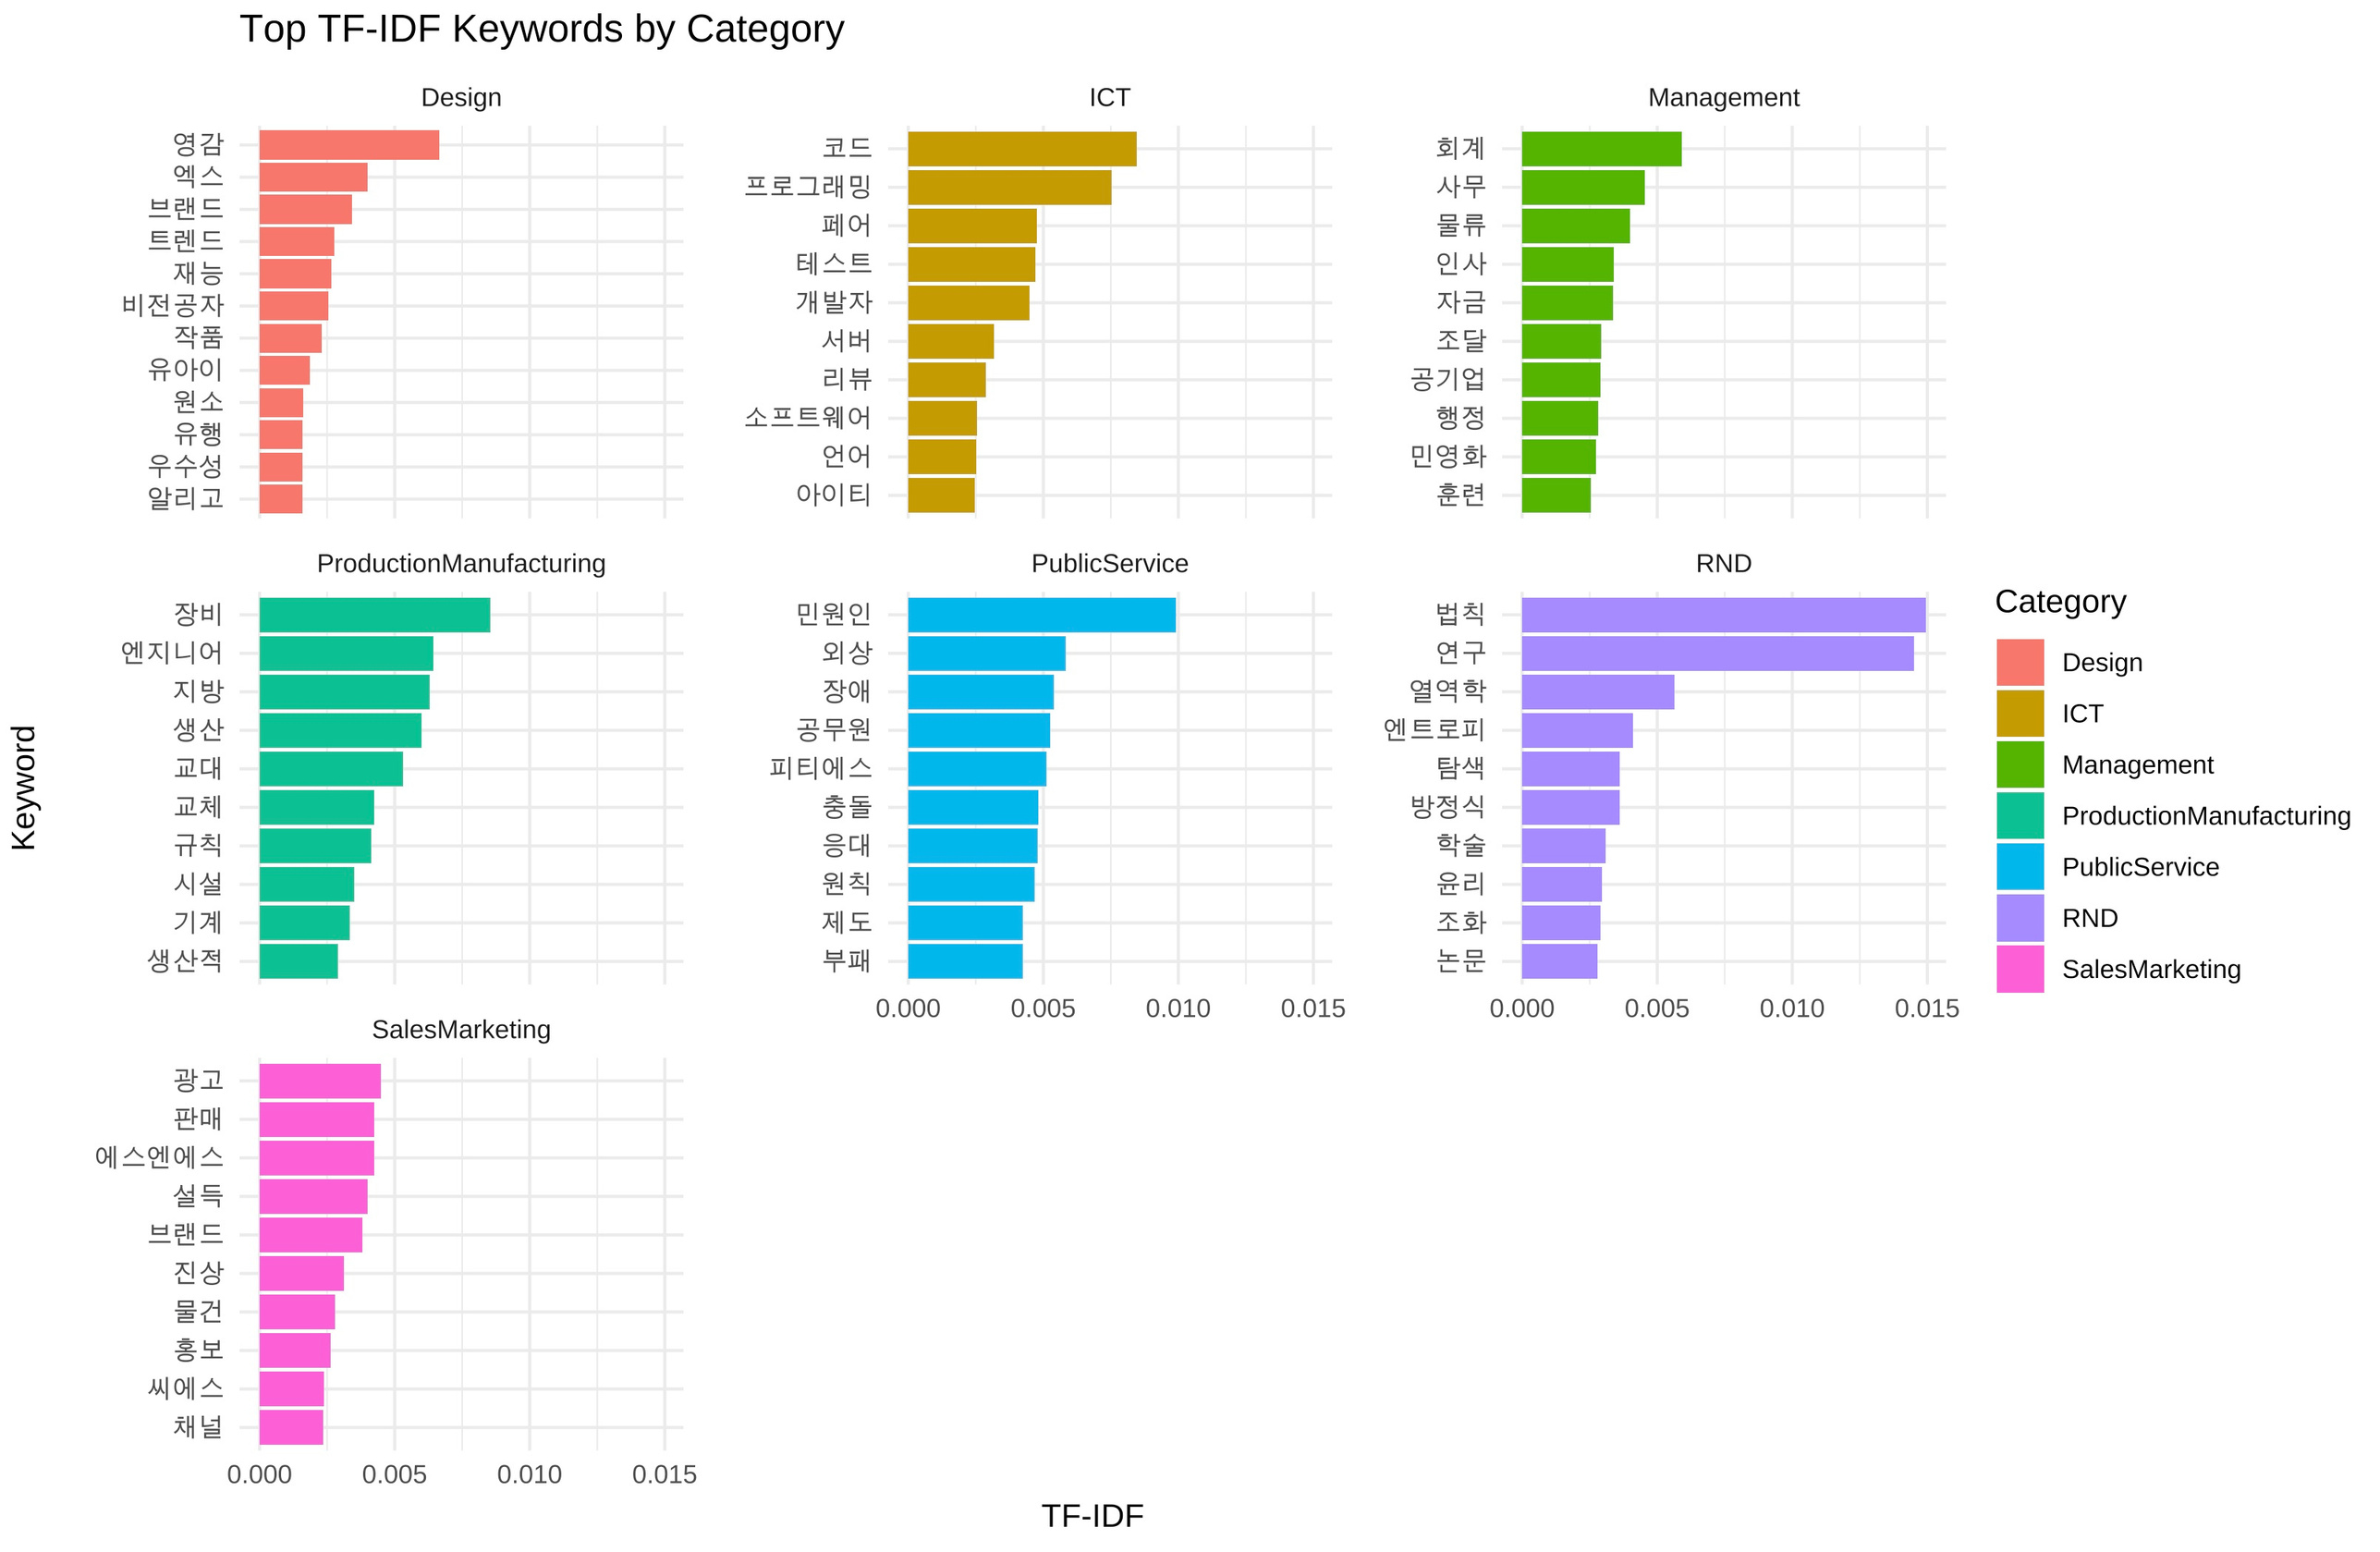 Top TF-IDF Keywords by Category
Design
영감
엑스
브랜드
트렌드
재능
비전공자
작품
유아이
원소
유행
우수성
알리고
ICT
코드
프로그래밍
페어
테스트
개발자
서버
리뷰
소프트웨어
언어
아이티
Management
회계
사무
물류
인사
자금
조달
공기업
행정
민영화
훈련
ProductionManufacturing
장비
엔지니어
지방
생산
교대
교체
규칙
시설
기계
생산적
PublicService
민원인
외상
장애
공무원
피티에스
충돌
응대
원칙
제도
부패
0.000 0.005 0.010 0.015
RND
법칙
연구
열역학
엔트로피
탐색
방정식
학술
윤리
조화
논문
0.000 0.005 0.010 0.015
SalesMarketing
광고
판매
에스엔에스
설득
브랜드
진상
물건
홍보
씨에스
채널
0.000 0.005 0.010 0.015
Keyword
TF-IDF
Category
Design
ICT
Management
ProductionManufacturing
PublicService
RND
SalesMarketing